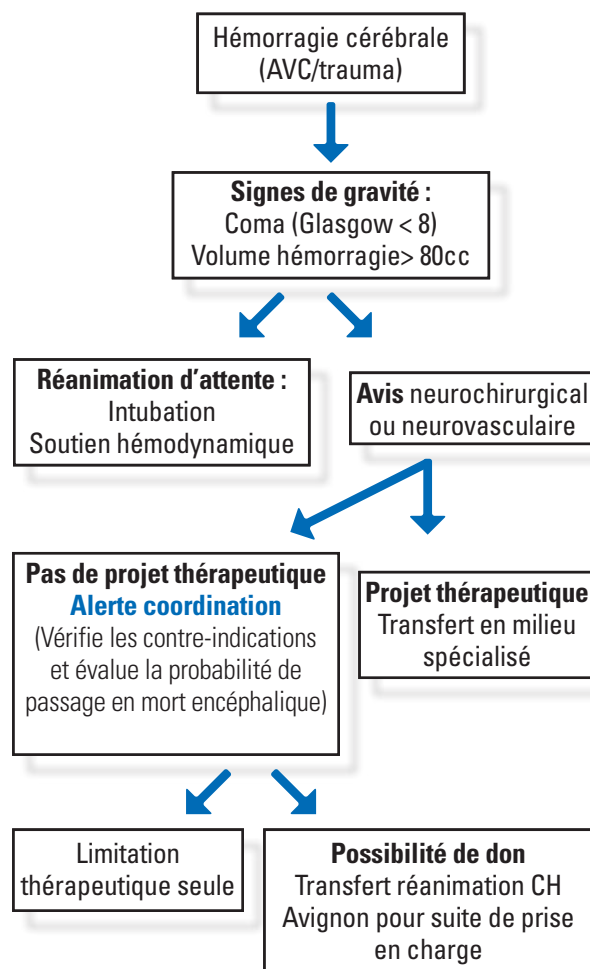 Hémorragie cérébrale
(AVC/trauma)
Signes de gravité :
Coma (Glasgow < 8)
Volume hémorragie> 80cc
Réanimation d'attente :
Intubation
Soutien hémodynamique
Avis neurochirurgical
ou neurovasculaire
Pas de projet thérapeutique
Alerte coordination
(Vérifie les contre-indications
et évalue la probabilité de
passage en mort encéphalique)
Projet thérapeutique
Transfert en milieu
spécialisé
Limitation
thérapeutique seule
Possibilité de don
Transfert réanimation CH
Avignon pour suite de prise
en charge